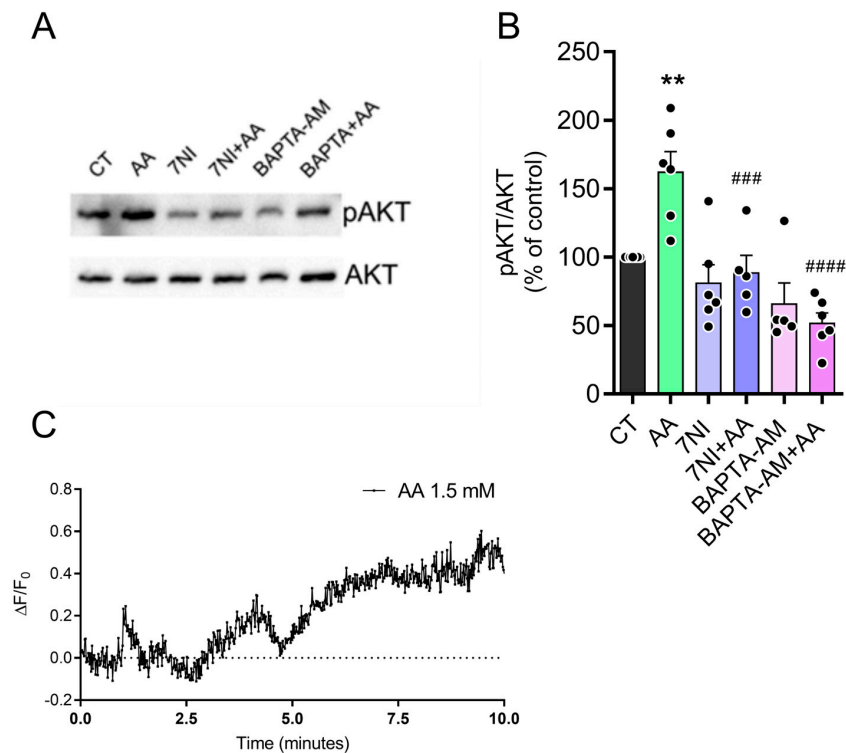 A
CT
AA
7NI
7NI+AA
BAPTA-AM
BAPTA+AA
pAKT
AKT
B
pAKT/AKT
(% of control)
250
200
150
100
50
0
**
###
####
CT
AA
7NI
7NI+AA
BAPTA-AM
BAPTA-AM+AA
C
AA 1.5 mM
ΔF/F₀
0.8
0.6
0.4
0.2
0.0
-0.2
0.0
2.5
5.0
7.5
10.0
Time (minutes)